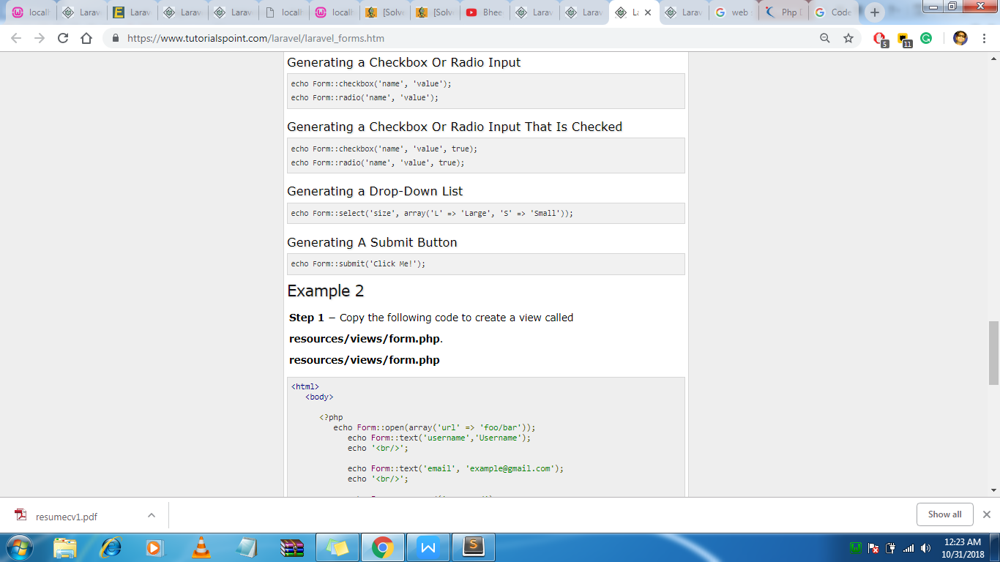 locall
Larav
Larav
Larav
Larav
localh
locall
[Solve
[Solve
Bhee
Larav
Larav
La
Larav
web
Php D
Code
https://www.tutorialspoint.com/laravel/laravel_forms.htm
5
11
Generating a Checkbox Or Radio Input
echo Form::checkbox('name', 'value');
echo Form::radio('name', 'value');
Generating a Checkbox Or Radio Input That Is Checked
echo Form::checkbox('name', 'value', true);
echo Form::radio('name', 'value', true);
Generating a Drop-Down List
echo Form::select('size', array('L' => 'Large', 'S' => 'Small'));
Generating A Submit Button
echo Form::submit('Click Me!');
Example 2
Step 1 − Copy the following code to create a view called
resources/views/form.php.
resources/views/form.php
<html>
<body>
<?php
echo Form::open(array('url' => 'foo/bar'));
echo Form::text('username','Username');
echo '<br/>';
echo Form::text('email', 'example@gmail.com');
echo '<br/>';
resumecv1.pdf
Show all
12:23 AM
10/31/2018